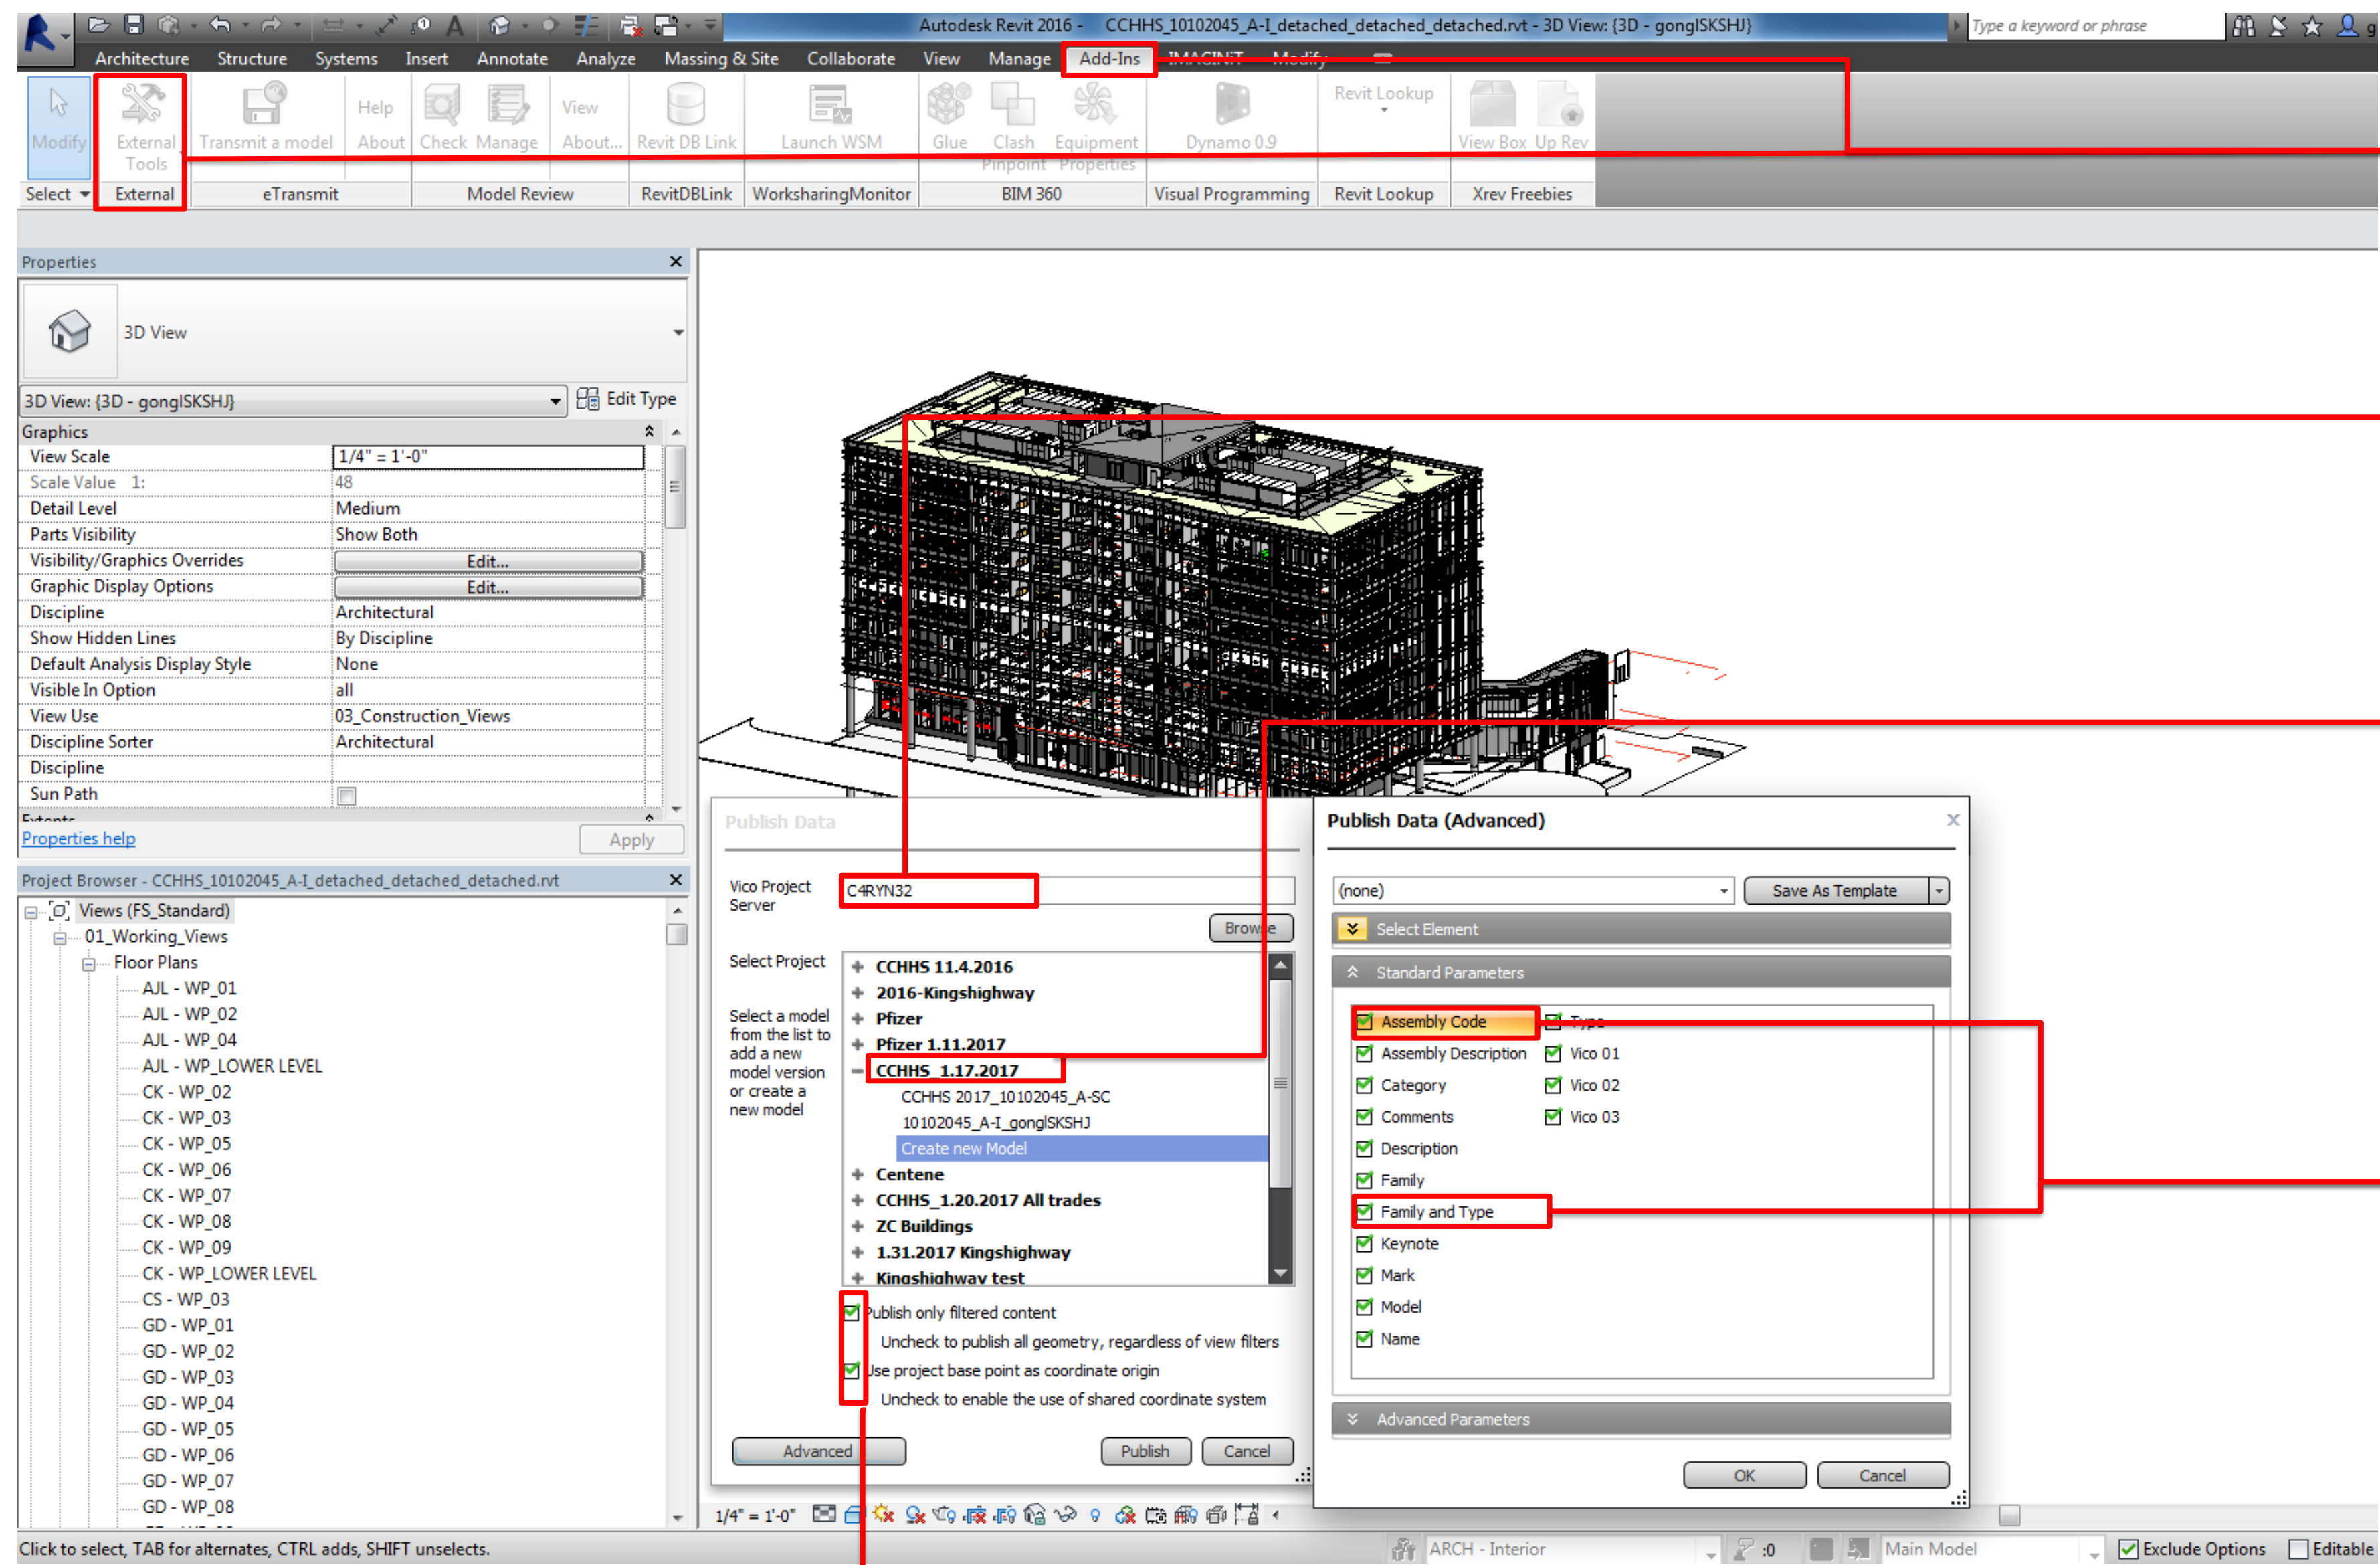 Autodesk Revit 2016 - CCHHS_10102045_A-I_detached_detached_detached.rvt - 3D View: {3D - gonglSKSHJ}
Type a keyword or phrase
Architecture Structure Systems Insert Annotate Analyze Massing & Site Collaborate View Manage Add-Ins IMAGINiT Modify
Modify
External Tools
Transmit a model
Help
About
Check
Manage
View
About...
Revit DB Link
Launch WSM
Glue
Clash Pinpoint
Equipment Properties
Dynamo 0.9
Revit Lookup
View Box
Up Rev
Select External eTransmit Model Review RevitDBLink WorksharingMonitor BIM 360 Visual Programming Revit Lookup Xrev Freebies
Properties
3D View
3D View: {3D - gonglSKSHJ}
Edit Type
Graphics
View Scale 1/4" = 1'-0"
Scale Value 1: 48
Detail Level Medium
Parts Visibility Show Both
Visibility/Graphics Overrides Edit...
Graphic Display Options Edit...
Discipline Architectural
Show Hidden Lines By Discipline
Default Analysis Display Style None
Visible In Option all
View Use 03_Construction_Views
Discipline Sorter Architectural
Discipline
Sun Path
Extents
Properties help
Apply
Project Browser - CCHHS_10102045_A-I_detached_detached_detached.rvt
Views (FS_Standard)
01_Working_Views
Floor Plans
AJL - WP_01
AJL - WP_02
AJL - WP_04
AJL - WP_LOWER LEVEL
CK - WP_02
CK - WP_03
CK - WP_05
CK - WP_06
CK - WP_07
CK - WP_08
CK - WP_09
CK - WP_LOWER LEVEL
CS - WP_03
GD - WP_01
GD - WP_02
GD - WP_03
GD - WP_04
GD - WP_05
GD - WP_06
GD - WP_07
GD - WP_08
Publish Data
Vico Project
Server
C4RYN32
Browse
Select Project
Select a model
from the list to
add a new
model version
or create a
new model
CCHHS 11.4.2016
2016-Kingshighway
Pfizer
Pfizer 1.11.2017
CCHHS_1.17.2017
CCHHS 2017_10102045_A-SC
10102045_A-I_gonglSKSHJ
Create new Model
Centene
CCHHS_1.20.2017 All trades
ZC Buildings
1.31.2017 Kingshighway
Kingshighway test
Publish only filtered content
Uncheck to publish all geometry, regardless of view filters
Use project base point as coordinate origin
Uncheck to enable the use of shared coordinate system
Advanced
Publish
Cancel
Publish Data (Advanced)
(none)
Save As Template
Select Element
Standard Parameters
Assembly Code
Type
Assembly Description
Vico 01
Category
Vico 02
Comments
Vico 03
Description
Family
Family and Type
Keynote
Mark
Model
Name
Advanced Parameters
OK
Cancel
1/4" = 1'-0"
Click to select, TAB for alternates, CTRL adds, SHIFT unselects.
ARCH - Interior
:0
Main Model
Exclude Options
Editable